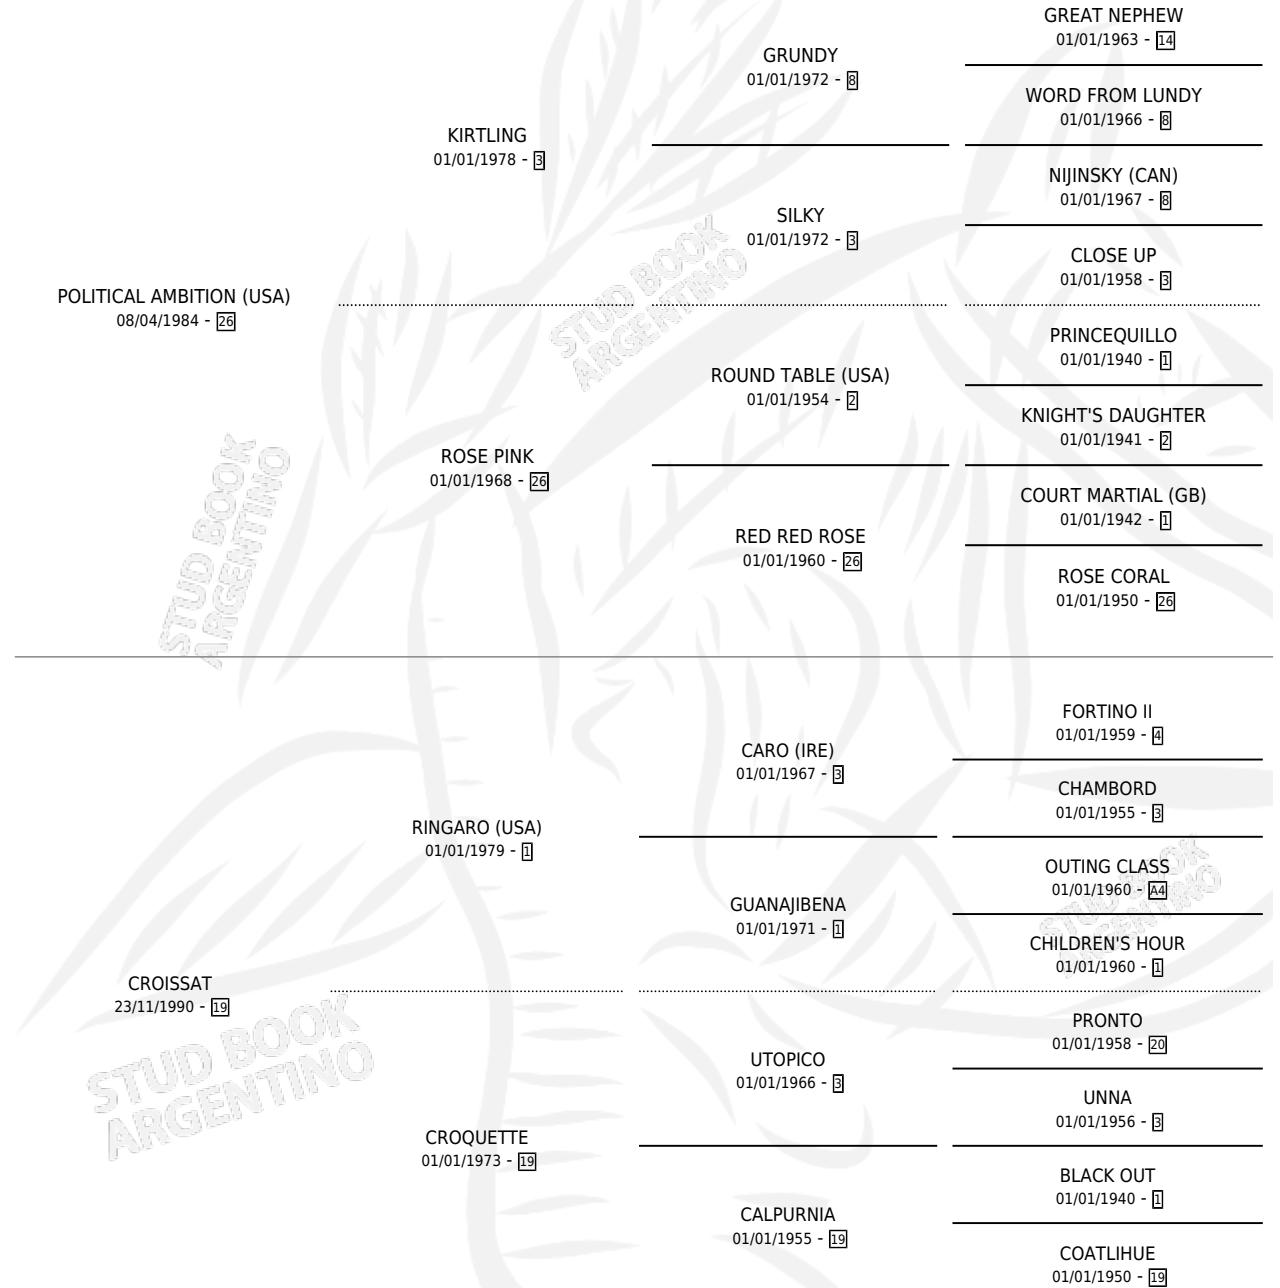 GREAT NEPHEW
01/01/1963 - 14
GRUNDY
01/01/1972 - 8
WORD FROM LUNDY
01/01/1966 - 8
KIRTLING
01/01/1978 - 3
NIJINSKY (CAN)
01/01/1967 - 8
SILKY
01/01/1972 - 3
CLOSE UP
01/01/1958 - 3
POLITICAL AMBITION (USA)
08/04/1984 - 26
PRINCEQUILLO
01/01/1940 - 1
ROUND TABLE (USA)
01/01/1954 - 2
KNIGHT'S DAUGHTER
01/01/1941 - 2
ROSE PINK
01/01/1968 - 26
COURT MARTIAL (GB)
01/01/1942 - 1
RED RED ROSE
01/01/1960 - 26
ROSE CORAL
01/01/1950 - 26
STUD BOOK
ARGENTINO
STUD BOOK
ARGENTINO
FORTINO II
01/01/1959 - 4
CARO (IRE)
01/01/1967 - 3
CHAMBORD
01/01/1955 - 3
RINGARO (USA)
01/01/1979 - 1
OUTING CLASS
01/01/1960 - A4
GUANAJIBENA
01/01/1971 - 1
CHILDREN'S HOUR
01/01/1960 - 1
CROISSAT
23/11/1990 - 19
PRONTO
01/01/1958 - 20
UTOPICO
01/01/1966 - 3
UNNA
01/01/1956 - 3
CROQUETTE
01/01/1973 - 19
BLACK OUT
01/01/1940 - 1
CALPURNIA
01/01/1955 - 19
COATLIHUE
01/01/1950 - 19
STUD BOOK
ARGENTINO
STUD BOOK
ARGENTINO